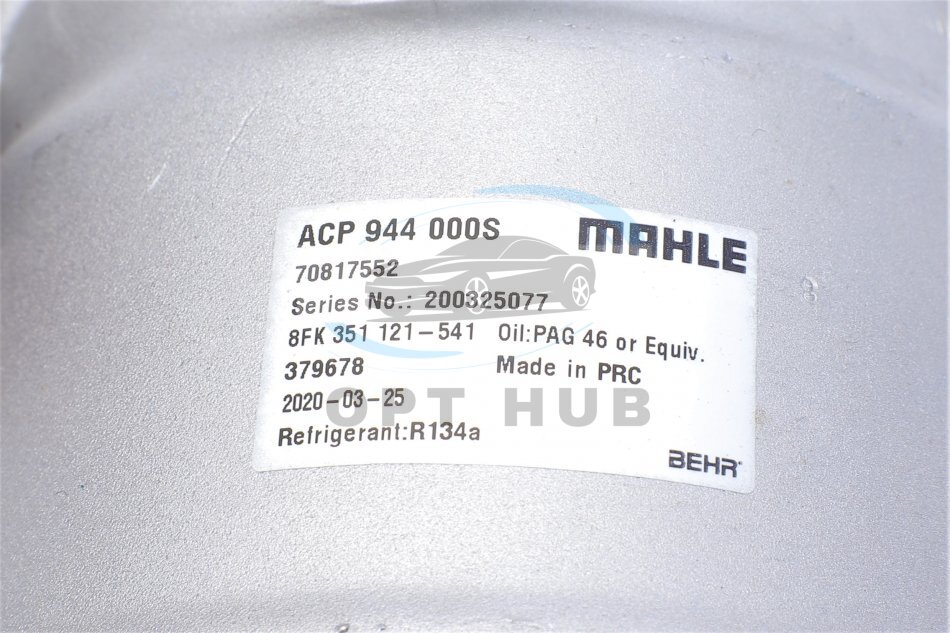 ACP 944 000S MAHLE
70817552
Series No.: 200325077
8FK 351 121-541 Oil:PAG 46 or Equiv.
379678 Made in PRC
2020-03-25
OPT HUB
Refrigerant:R134a
BEHR